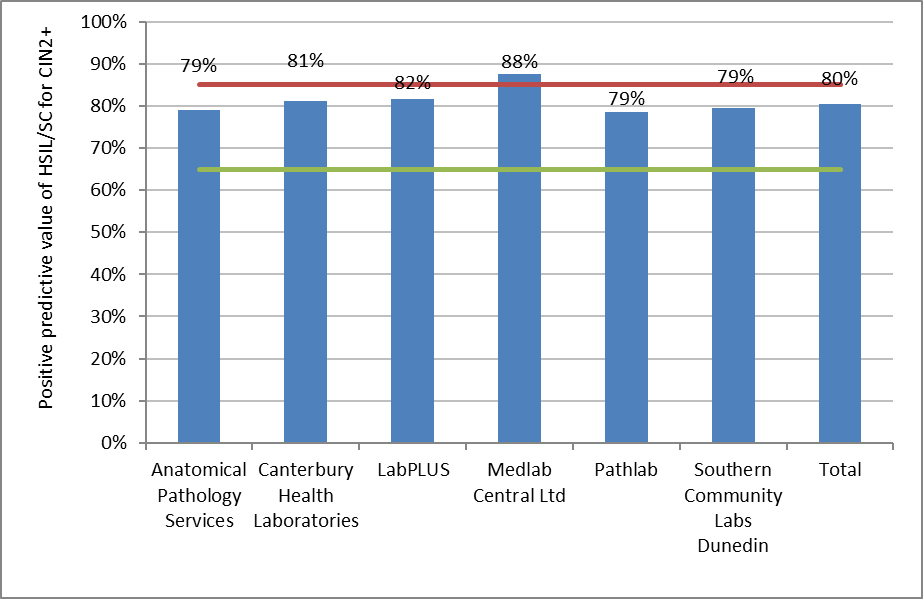 Positive predictive value of HSIL/SC for CIN2+
100%
90%
80%
70%
60%
50%
40%
30%
20%
10%
0%
79%
81%
82%
88%
79%
79%
80%
Anatomical
Pathology
Services
Canterbury
Health
Laboratories
LabPLUS
Medlab
Central Ltd
Pathlab
Southern
Community
Labs
Dunedin
Total